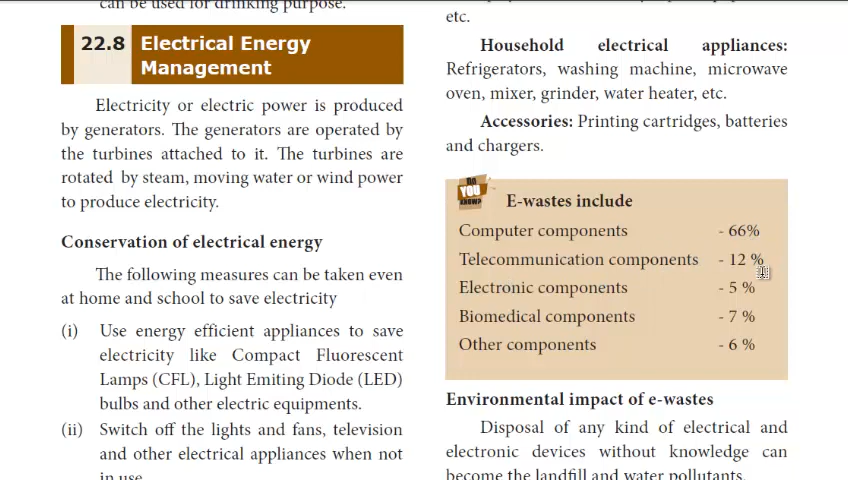 can be used for drinking purpose.
22.8 Electrical Energy
Management
Electricity or electric power is produced
by generators. The generators are operated by
the turbines attached to it. The turbines are
rotated by steam, moving water or wind power
to produce electricity.
Conservation of electrical energy
The following measures can be taken even
at home and school to save electricity
(i) Use energy efficient appliances to save
electricity like Compact Fluorescent
Lamps (CFL), Light Emiting Diode (LED)
bulbs and other electric equipments.
(ii) Switch off the lights and fans, television
and other electrical appliances when not
in use.
etc.
Household electrical appliances:
Refrigerators, washing machine, microwave
oven, mixer, grinder, water heater, etc.
Accessories: Printing cartridges, batteries
and chargers.
Do
YOU
KNOW?
E-wastes include
Computer components - 66%
Telecommunication components - 12 %
Electronic components - 5 %
Biomedical components - 7 %
Other components - 6 %
Environmental impact of e-wastes
Disposal of any kind of electrical and
electronic devices without knowledge can
become the landfill and water pollutants.